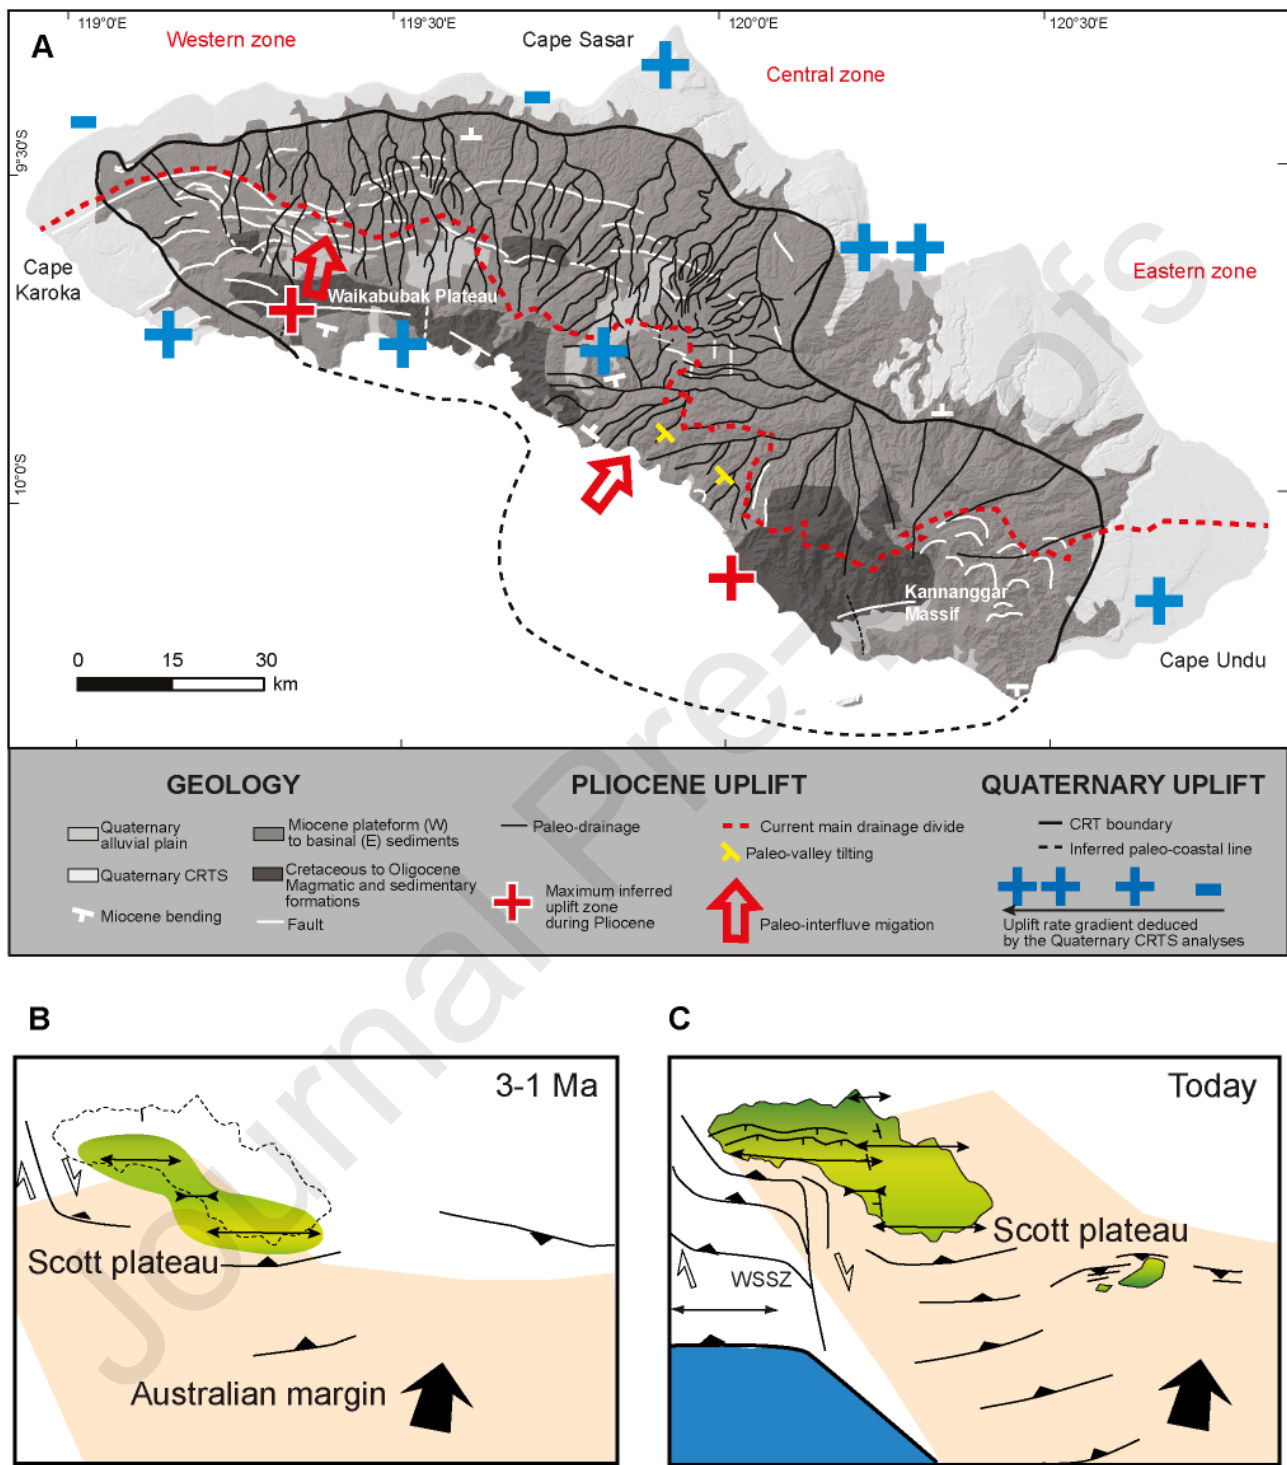 119°0'E
119°30'E
120°0'E
120°30'E
A
Western zone
Cape Sasar
Central zone
9°30'S
Cape
Karoka
Waikabubak Plateau
Eastern zone
10°0'S
Kannanggar
Massif
0 15 30
km
Cape Undu
GEOLOGY
Quaternary
alluvial plain
Miocene plateform (W)
to basinal (E) sediments
Quaternary CRTS
Cretaceous to Oligocene
Magmatic and sedimentary
formations
Miocene bending
Fault
PLIOCENE UPLIFT
Paleo-drainage
Current main drainage divide
Paleo-valley tilting
Maximum inferred
uplift zone
during Pliocene
Paleo-interfluve migation
QUATERNARY UPLIFT
CRT boundary
Inferred paleo-coastal line
Uplift rate gradient deduced
by the Quaternary CRTS analyses
B
3-1 Ma
Scott plateau
Australian margin
C
Today
Scott plateau
WSSZ
Journal Pre-proofs